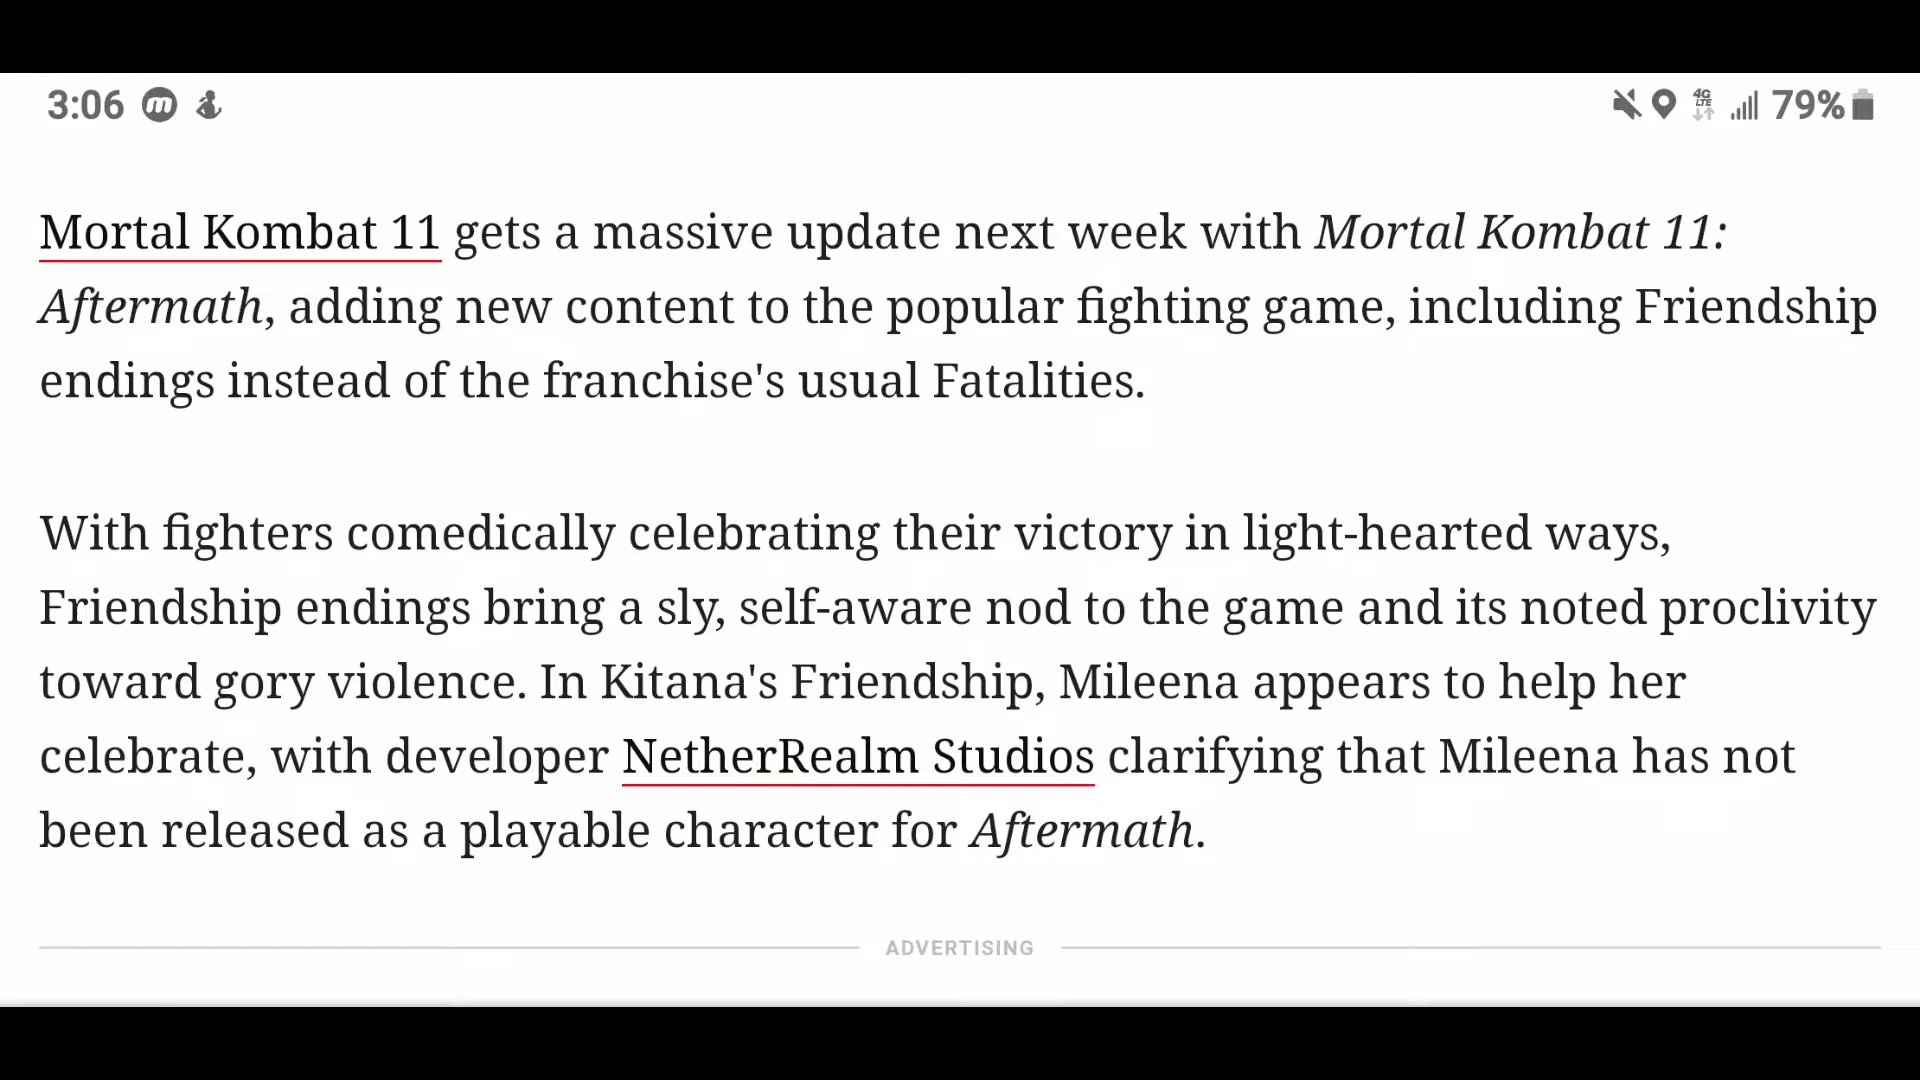 3:06 m 4G LTE 79%
Mortal Kombat 11 gets a massive update next week with Mortal Kombat 11:
Aftermath, adding new content to the popular fighting game, including Friendship
endings instead of the franchise's usual Fatalities.
With fighters comedically celebrating their victory in light-hearted ways,
Friendship endings bring a sly, self-aware nod to the game and its noted proclivity
toward gory violence. In Kitana's Friendship, Mileena appears to help her
celebrate, with developer NetherRealm Studios clarifying that Mileena has not
been released as a playable character for Aftermath.
ADVERTISING